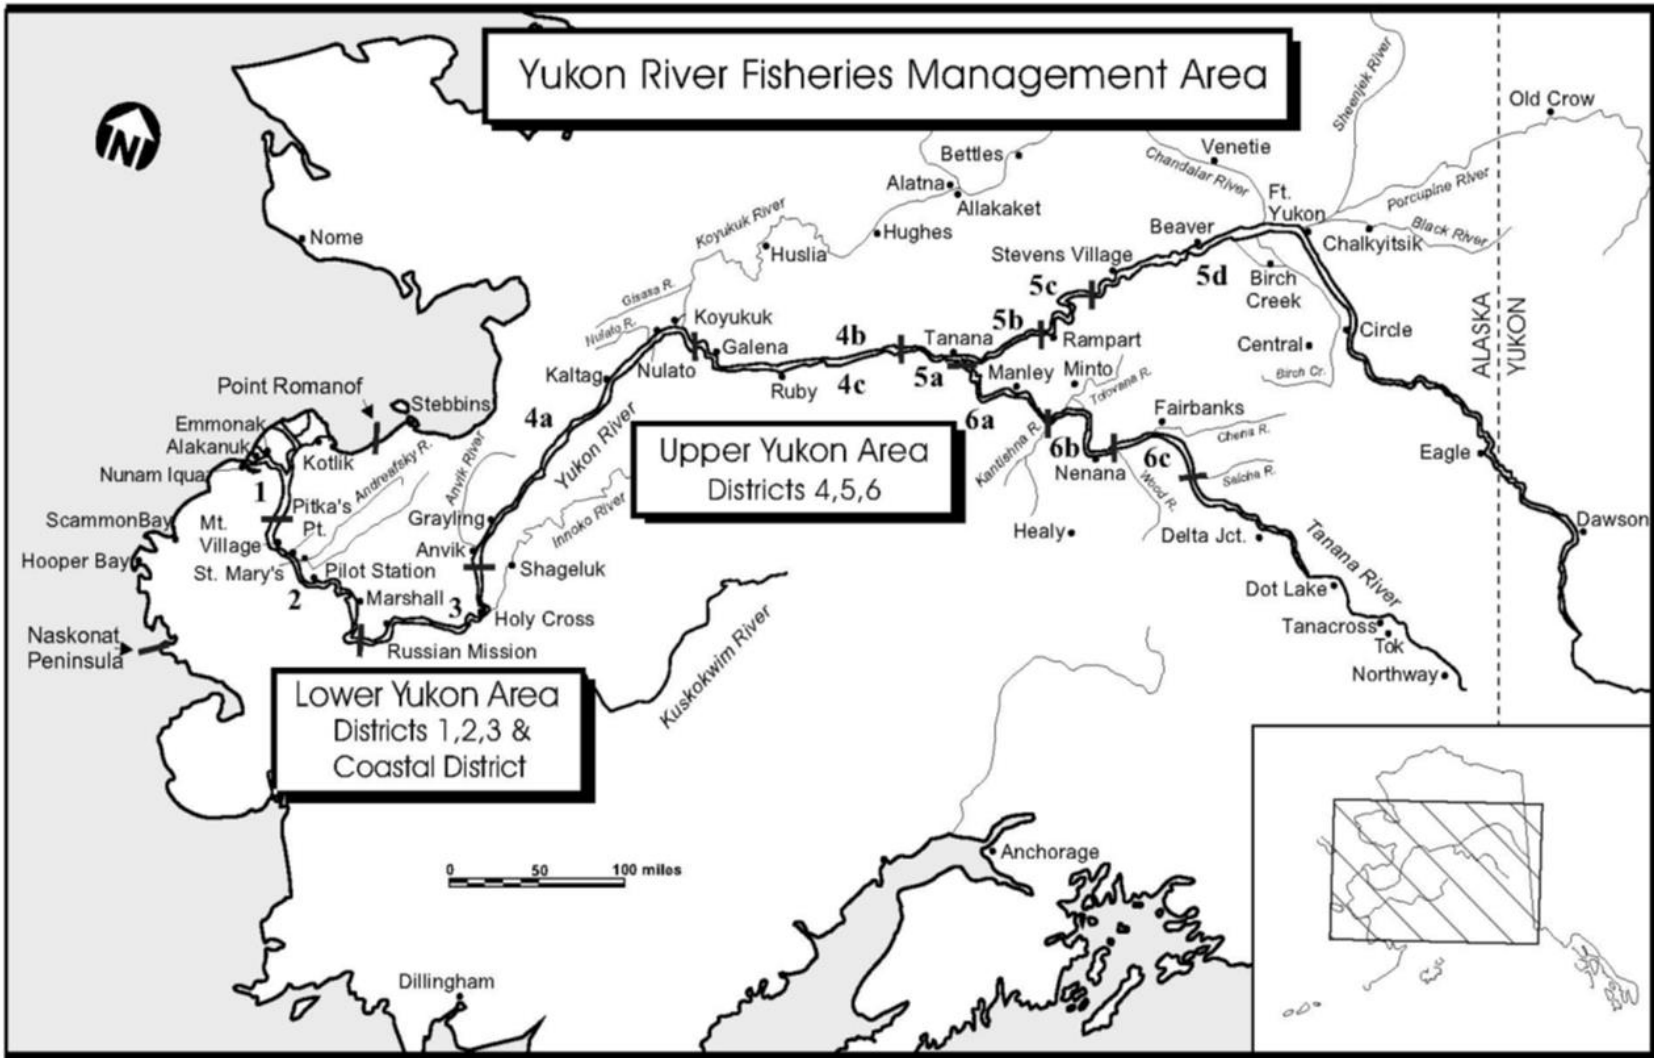 Yukon River Fisheries Management Area
N
Sheenjek River
Old Crow
Bettles
Venetie
Chandalar River
Alatna
Allakaket
Ft.
Yukon
Porcupine River
Koyukuk River
Hughes
Beaver
Black River
Chalkyitsik
Nome
Huslia
Stevens Village
5c
5d
Birch
Creek
Gisasa R.
Nulato R.
Koyukuk
4b
5b
ALASKA
YUKON
Galena
Tanana
Rampart
Central
Circle
Kaltag
Nulato
Ruby
4c
5a
Manley
Minto
Tolovana R.
Birch Cr.
Point Romanof
Stebbins
4a
Yukon River
6a
Fairbanks
Chena R.
Emmonak
Alakanuk
Nunam Iqua
Kotlik
Andreafsky R.
Anvik River
Upper Yukon Area
Districts 4,5,6
Kantishna R.
6b
Nenana
6c
Wood R.
Salcha R.
Eagle
1
Pitka's
Pt.
ScammonBay
Mt.
Village
Grayling
Innoko River
Healy
Delta Jct.
Tanana River
Dawson
Hooper Bay
St. Mary's
Pilot Station
Anvik
Shageluk
2
Marshall
3
Holy Cross
Dot Lake
Naskonat
Peninsula
Russian Mission
Kuskokwim River
Tanacross
Tok
Northway
Lower Yukon Area
Districts 1,2,3 &
Coastal District
Anchorage
0 50 100 miles
Dillingham